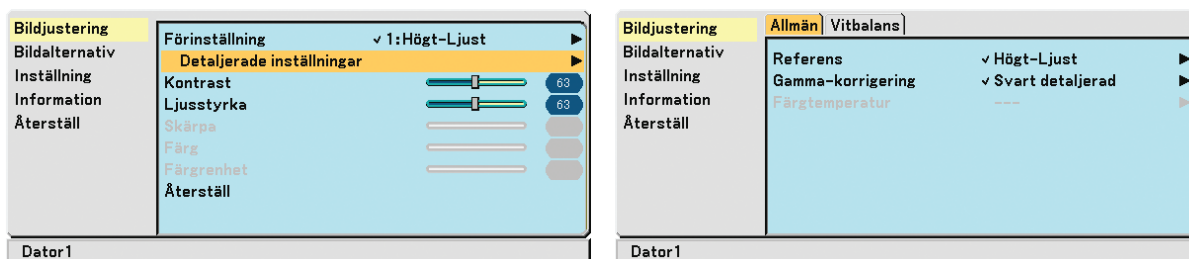 Bildjustering
Bildalternativ
Inställning
Information
Återställ
Förinställning ✓ 1:Högt-Ljust
Detaljerade inställningar
Kontrast 63
Ljusstyrka 63
Skärpa
Färg
Färgrenhet
Återställ
Dator1
Bildjustering
Bildalternativ
Inställning
Information
Återställ
Allmän Vitbalans
Referens ✓ Högt-Ljust
Gamma-korrigering ✓ Svart detaljerad
Färgtemperatur ---
Dator1